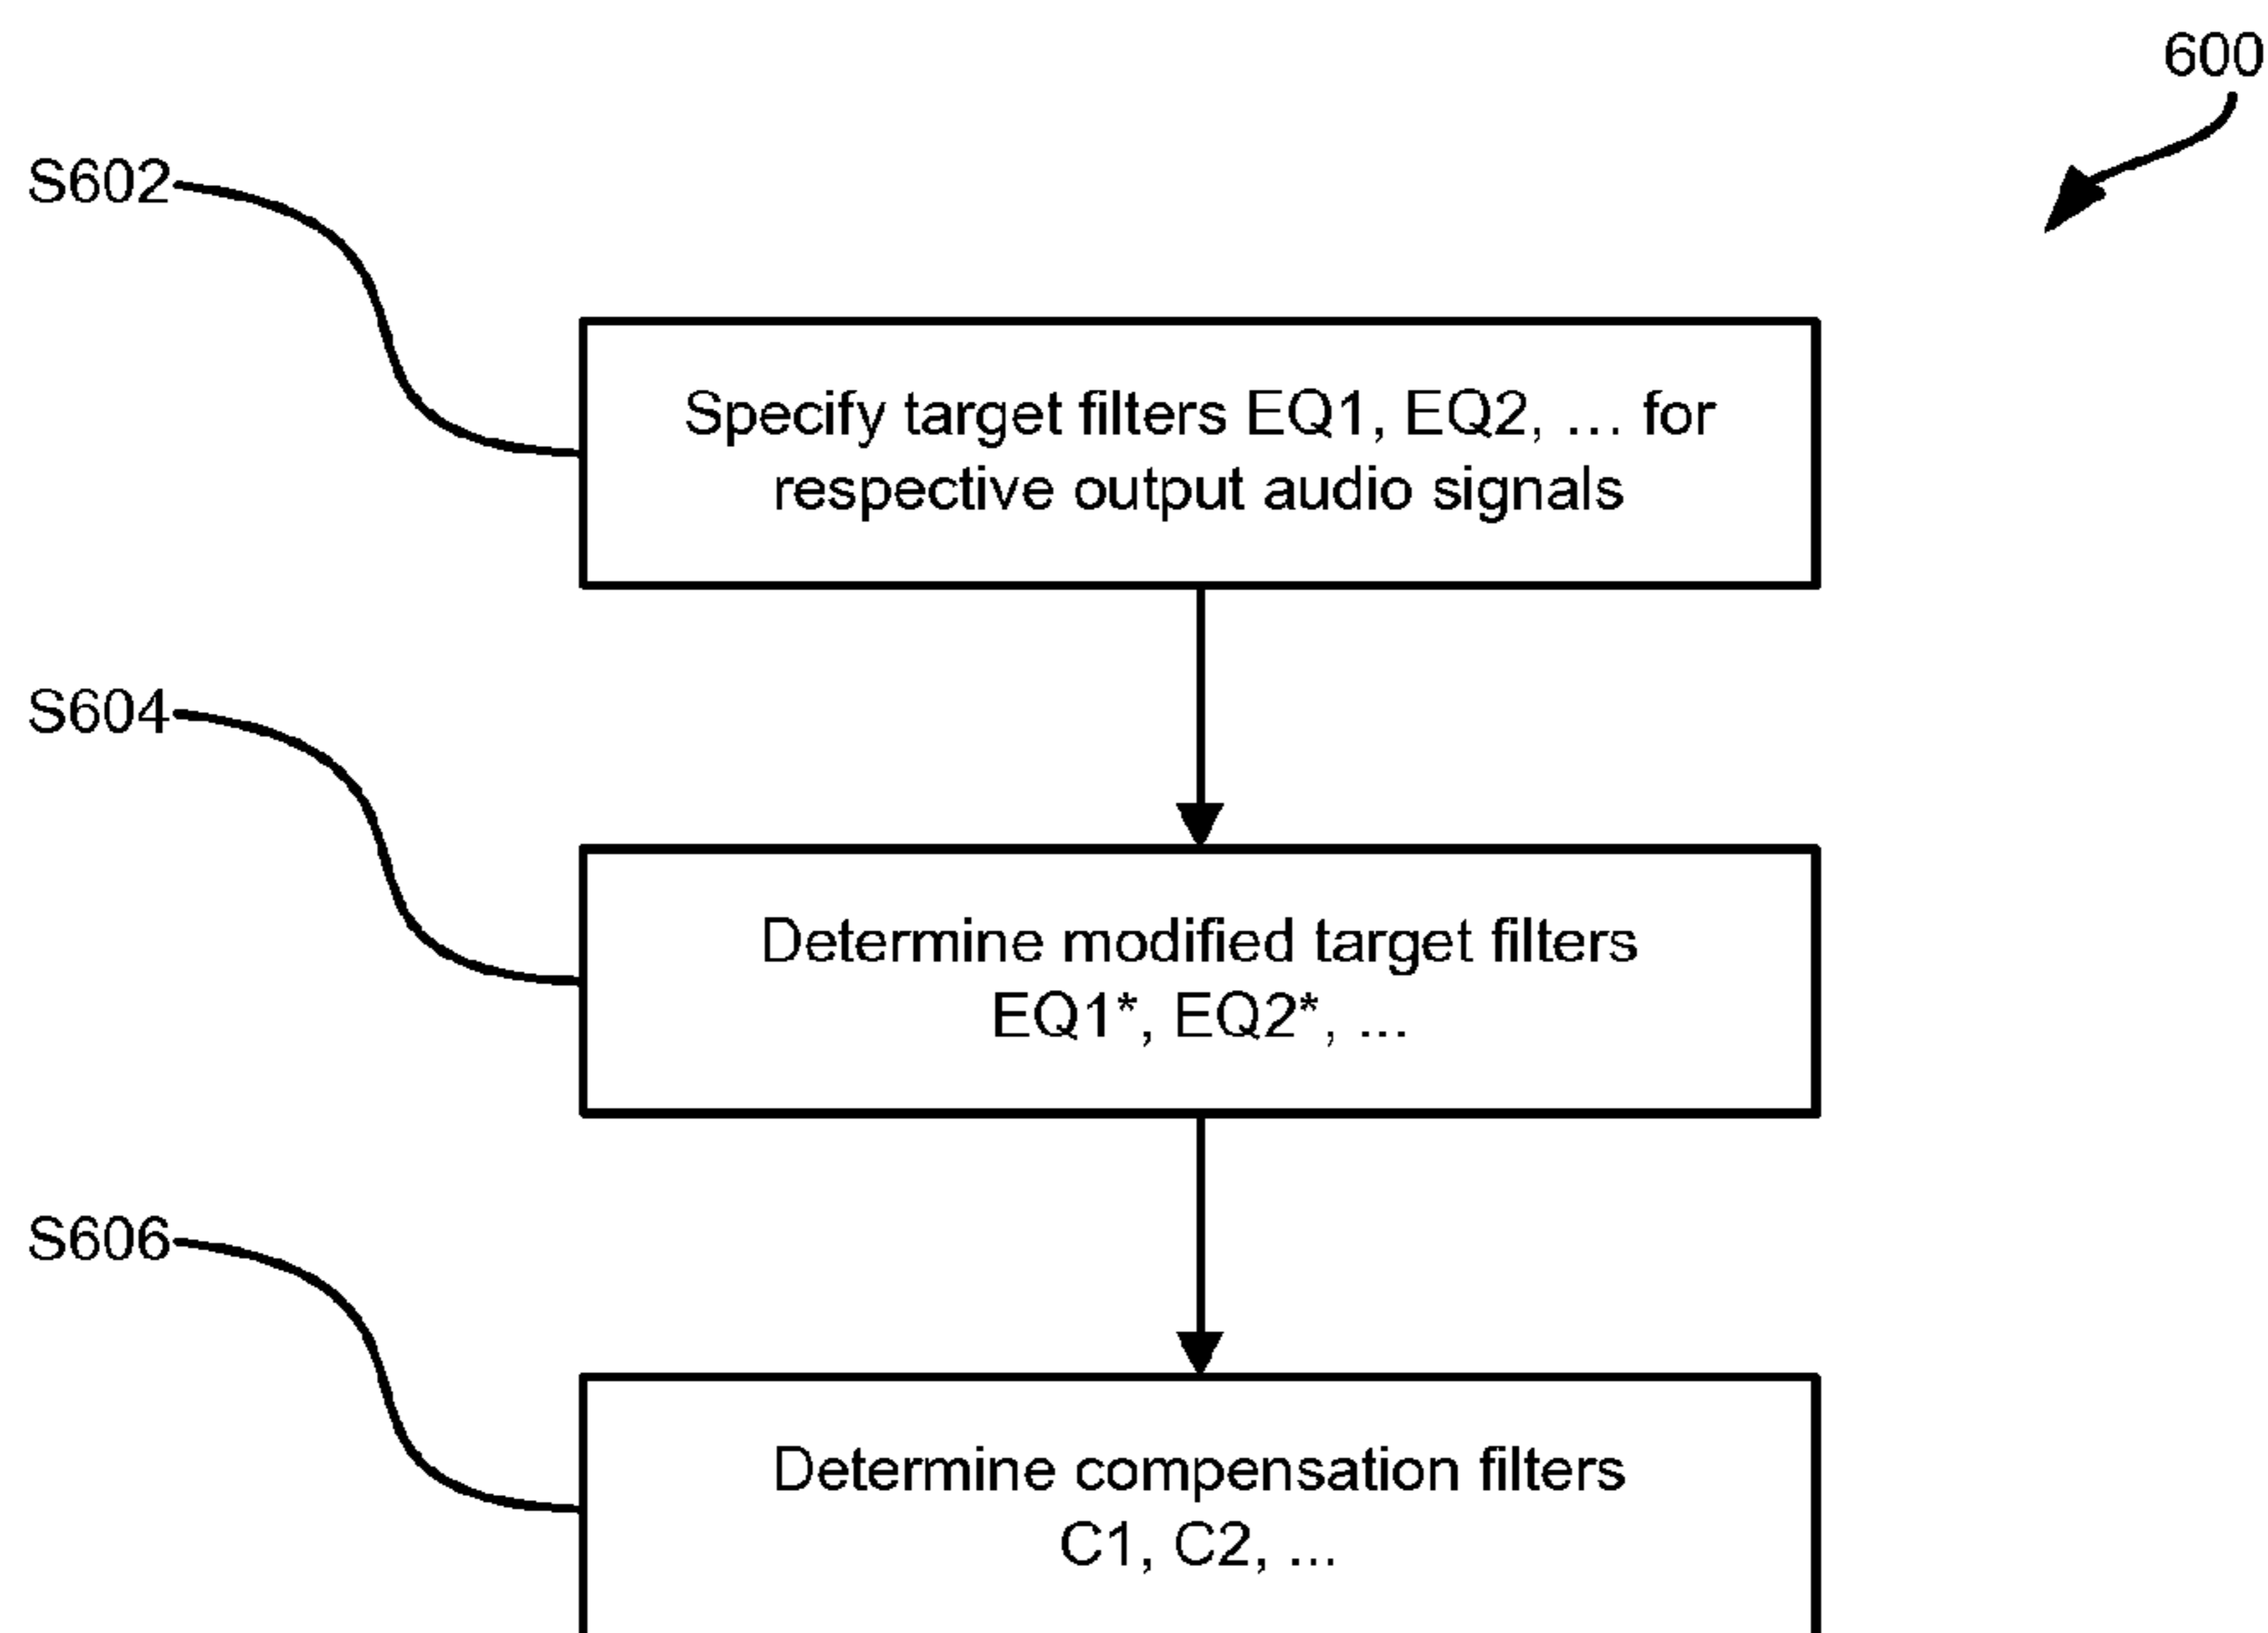 600
S602
Specify target filters EQ1, EQ2, ... for
respective output audio signals
S604
Determine modified target filters
EQ1*, EQ2*, ...
S606
Determine compensation filters
C1, C2, ...